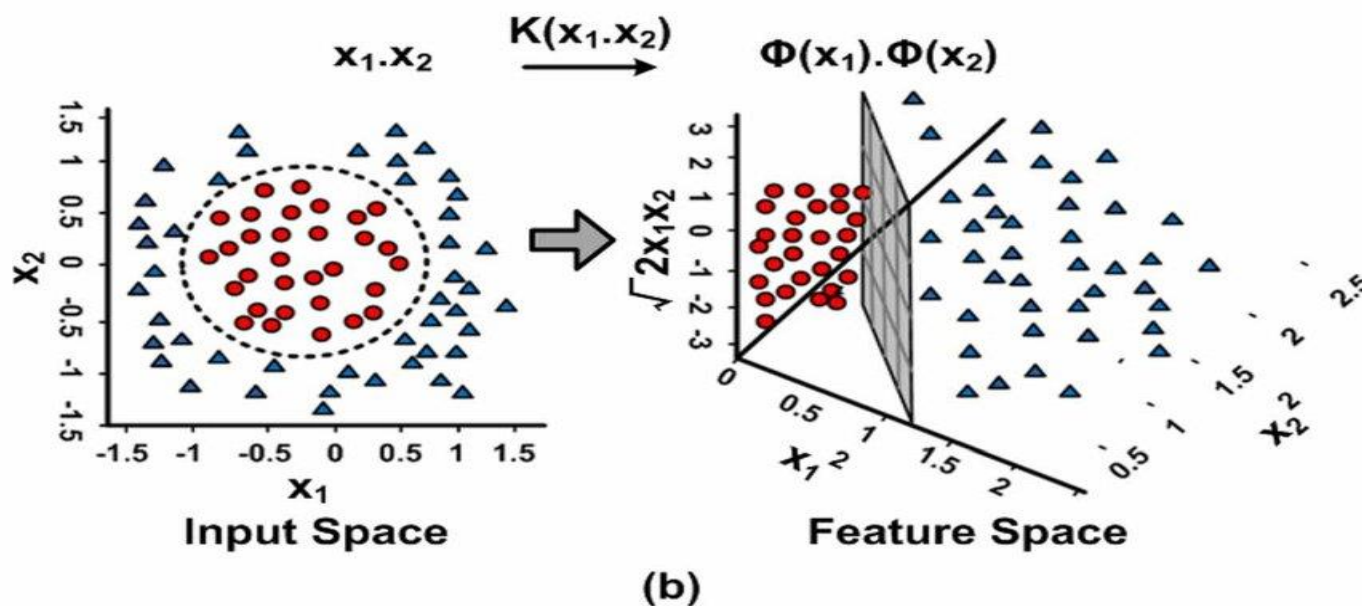 K(x₁.x₂)
x₁.x₂
Φ(x₁).Φ(x₂)
1.5
1
0.5
0
-0.5
-1
-1.5
x₂
-1.5 -1 -0.5 0 0.5 1 1.5
x₁
Input Space
3
2
1
0
-1
-2
-3
√2x₁x₂
0 0.5 1 1.5 2
x₁²
0.5 1 1.5 2 2.5
x₂²
Feature Space
(b)